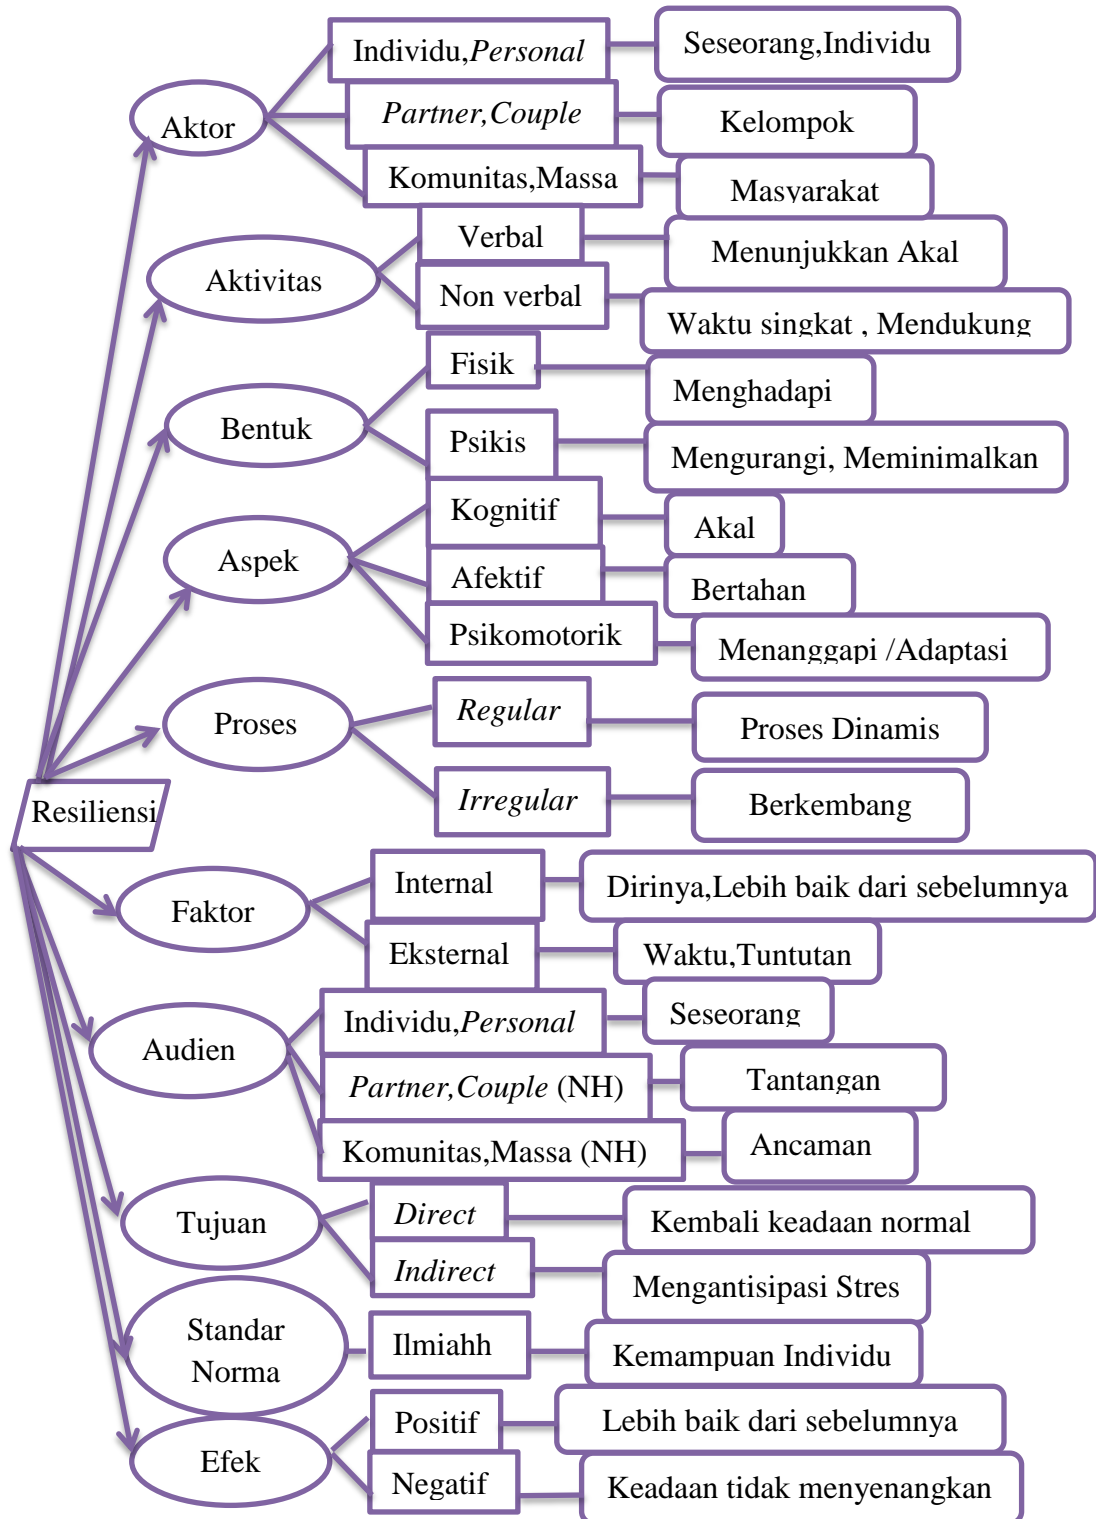 Individu,Personal
Seseorang,Individu
Aktor
Partner,Couple
Kelompok
Komunitas,Massa
Masyarakat
Verbal
Menunjukkan Akal
Aktivitas
Non verbal
Waktu singkat , Mendukung
Fisik
Menghadapi
Bentuk
Psikis
Mengurangi, Meminimalkan
Kognitif
Akal
Aspek
Afektif
Bertahan
Psikomotorik
Menanggapi /Adaptasi
Regular
Proses Dinamis
Proses
Irregular
Berkembang
Resiliensi
Internal
Dirinya,Lebih baik dari sebelumnya
Faktor
Eksternal
Waktu,Tuntutan
Individu,Personal
Seseorang
Audien
Partner,Couple (NH)
Tantangan
Komunitas,Massa (NH)
Ancaman
Direct
Kembali keadaan normal
Tujuan
Indirect
Mengantisipasi Stres
Standar
Norma
Ilmiahh
Kemampuan Individu
Positif
Lebih baik dari sebelumnya
Efek
Negatif
Keadaan tidak menyenangkan